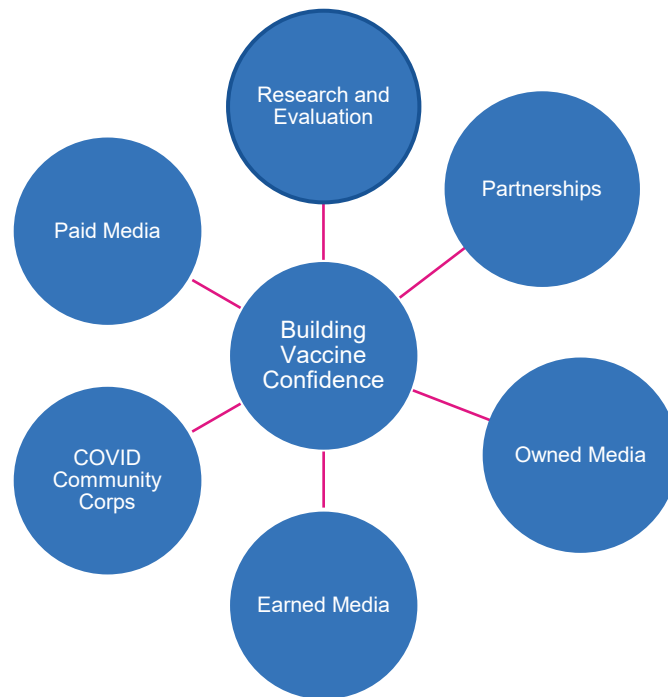 Research and
Evaluation
Partnerships
Paid Media
Building
Vaccine
Confidence
Owned Media
COVID
Community
Corps
Earned Media